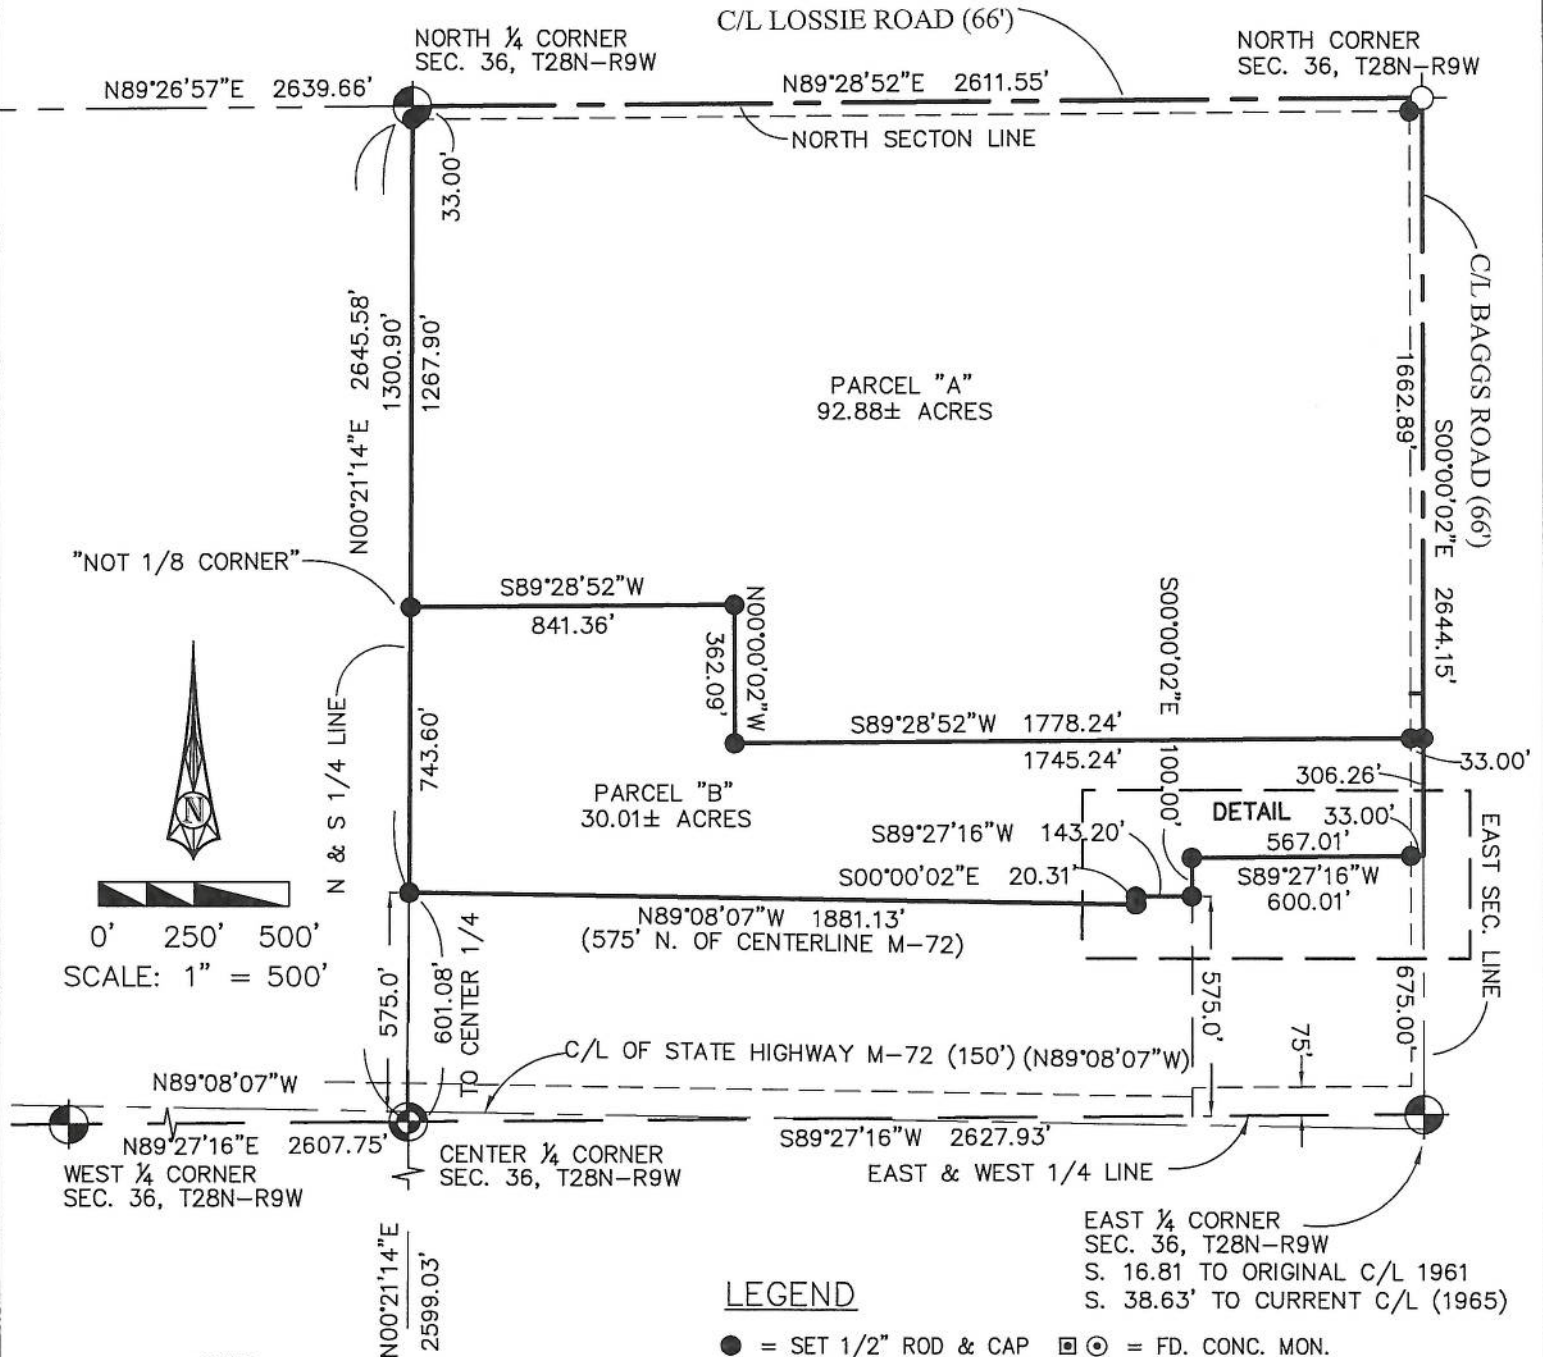 C/L LOSSIE ROAD (66')
NORTH ¼ CORNER
SEC. 36, T28N-R9W
NORTH CORNER
SEC. 36, T28N-R9W
N89°26'57"E 2639.66'
N89°28'52"E 2611.55'
NORTH SECTON LINE
33.00'
C/L BAGGS ROAD (66')
N00°21'14"E 2645.58'
1300.90'
1267.90'
PARCEL "A"
92.88± ACRES
1662.89'
S00°00'02"E 2644.15'
"NOT 1/8 CORNER"
S89°28'52"W
841.36'
N00°00'02"W
362.09'
S00°00'02"E 100.00'
S89°28'52"W 1778.24'
1745.24'
33.00'
306.26'
N & S 1/4 LINE
743.60'
PARCEL "B"
30.01± ACRES
DETAIL
33.00'
567.01'
S89°27'16"W 143.20'
S89°27'16"W
600.01'
S00°00'02"E 20.31'
EAST SEC. LINE
N
0' 250' 500'
SCALE: 1" = 500'
N89°08'07"W 1881.13'
(575' N. OF CENTERLINE M-72)
575.0'
601.08'
TO CENTER 1/4
575.0'
675.00'
75'
C/L OF STATE HIGHWAY M-72 (150') (N89°08'07"W)
N89°08'07"W
N89°27'16"E 2607.75'
S89°27'16"W 2627.93'
WEST ¼ CORNER
SEC. 36, T28N-R9W
CENTER ¼ CORNER
SEC. 36, T28N-R9W
EAST & WEST 1/4 LINE
EAST ¼ CORNER
SEC. 36, T28N-R9W
S. 16.81 TO ORIGINAL C/L 1961
S. 38.63' TO CURRENT C/L (1965)
N00°21'14"E
2599.03'
LEGEND
= SET 1/2" ROD & CAP
= FD. CONC. MON.